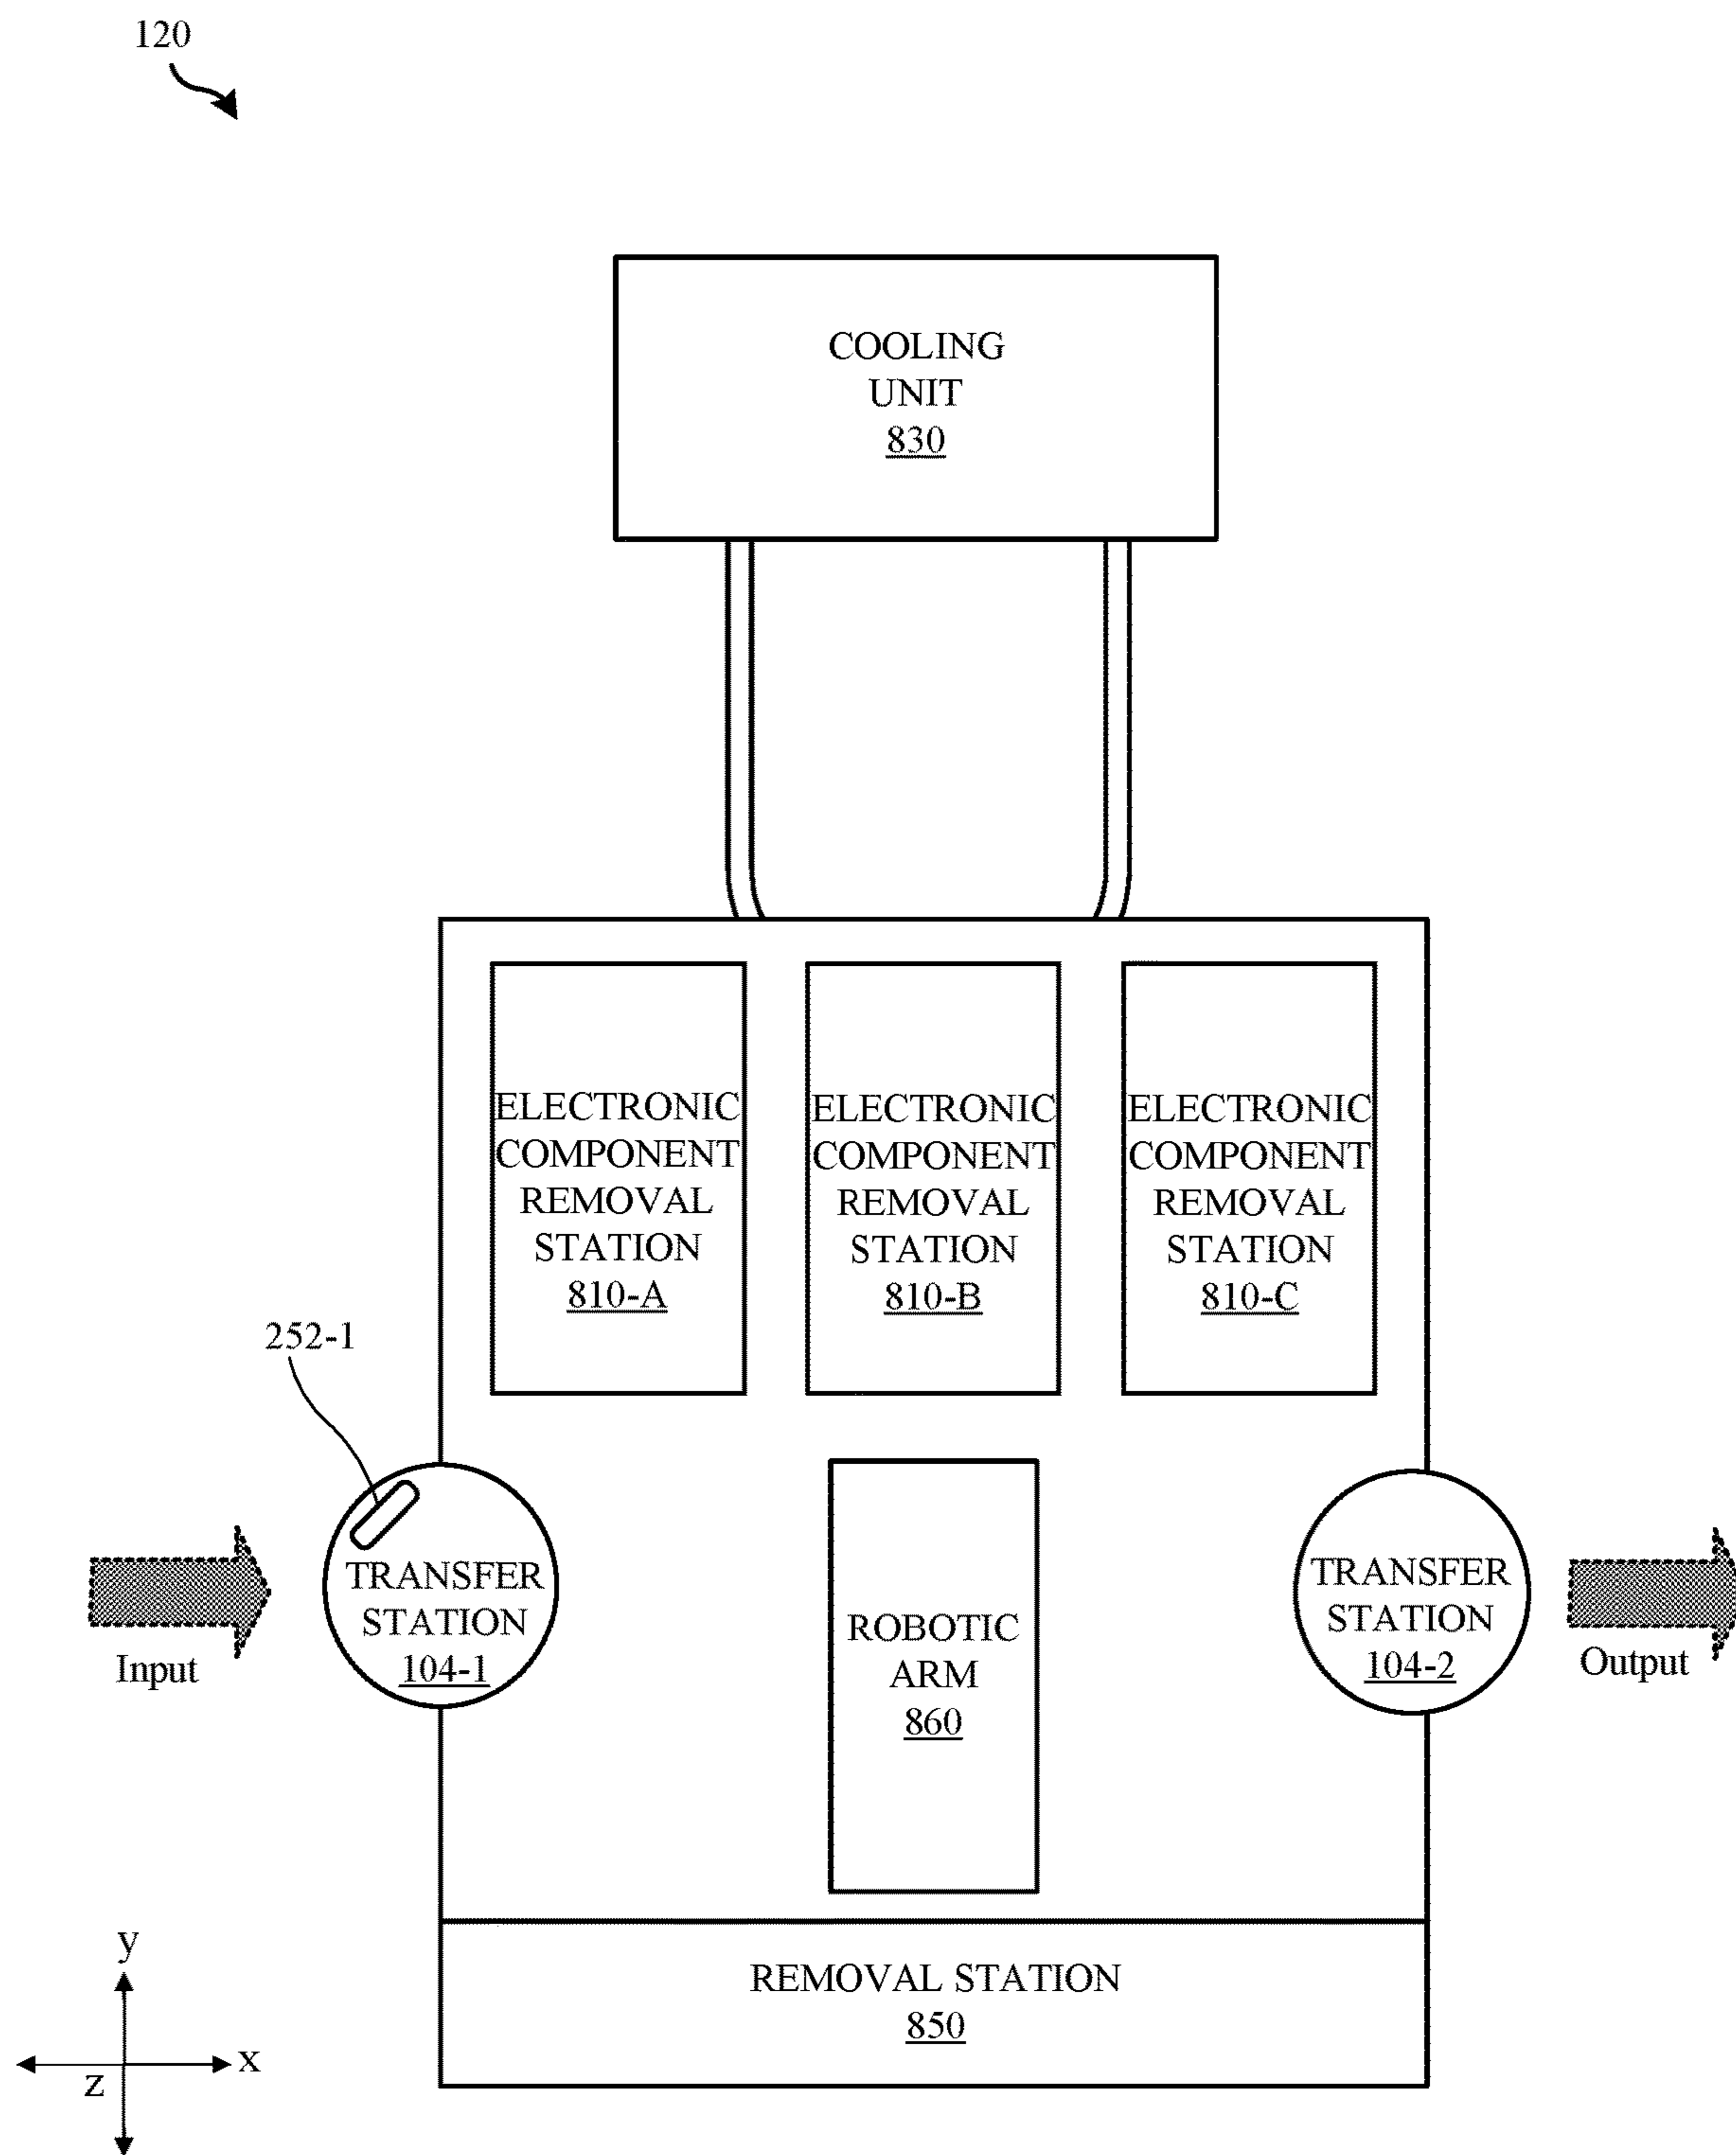 120
COOLING
UNIT
830
ELECTRONIC
COMPONENT
REMOVAL
STATION
810-A
ELECTRONIC
COMPONENT
REMOVAL
STATION
810-B
ELECTRONIC
COMPONENT
REMOVAL
STATION
810-C
252-1
Input
TRANSFER
STATION
104-1
ROBOTIC
ARM
860
TRANSFER
STATION
104-2
Output
REMOVAL STATION
850
y
x
z